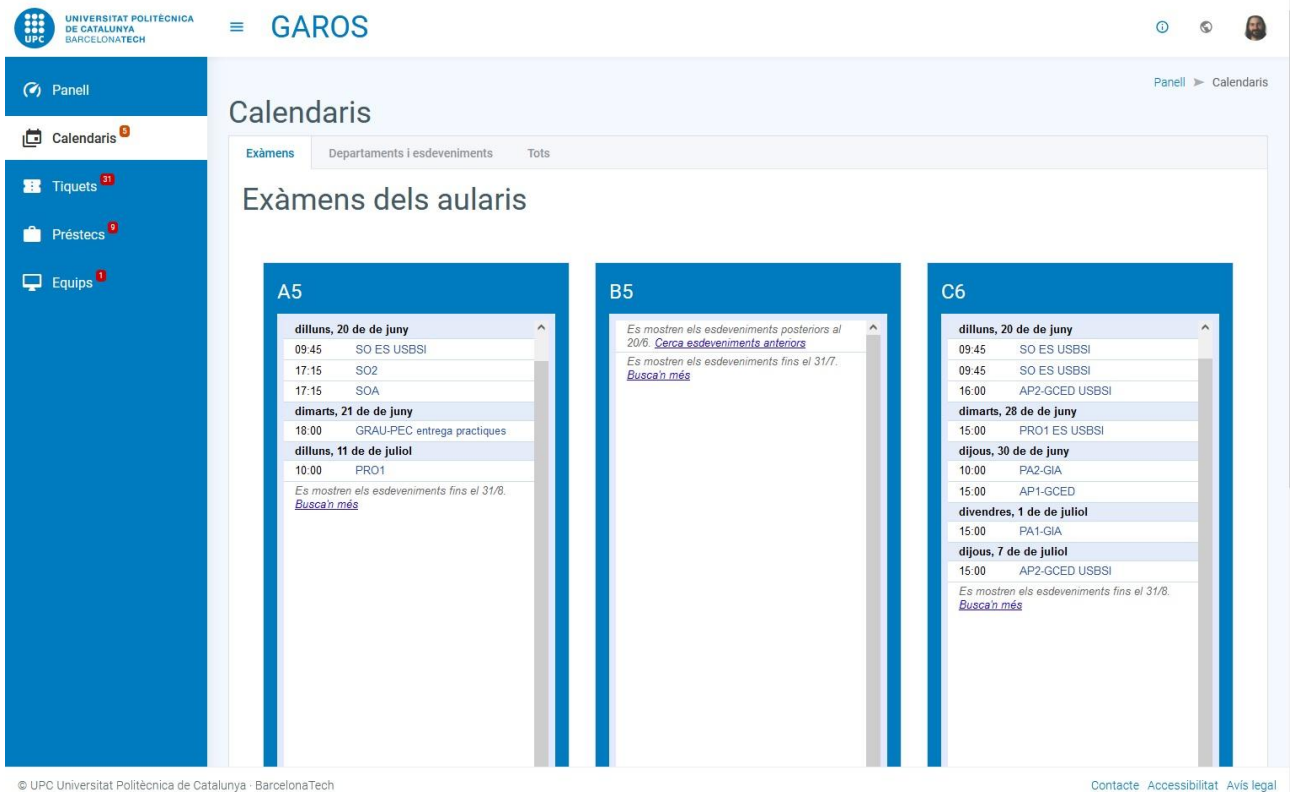 UNIVERSITAT POLITÈCNICA
DE CATALUNYA
BARCELONATECH
UPC
GAROS
Panell
Calendaris 5
Tiquets 31
Préstecs 9
Equips 1
Panell ➤ Calendaris
Calendaris
Exàmens Departaments i esdeveniments Tots
Exàmens dels aularis
A5
dilluns, 20 de de juny
09:45 SO ES USBSI
17:15 SO2
17:15 SOA
dimarts, 21 de de juny
18:00 GRAU-PEC entrega practiques
dilluns, 11 de de juliol
10:00 PRO1
Es mostren els esdeveniments fins el 31/8.
Busca'n més
B5
Es mostren els esdeveniments posteriors al
20/6. Cerca esdeveniments anteriors
Es mostren els esdeveniments fins el 31/7.
Busca'n més
C6
dilluns, 20 de de juny
09:45 SO ES USBSI
09:45 SO ES USBSI
16:00 AP2-GCED USBSI
dimarts, 28 de de juny
15:00 PRO1 ES USBSI
dijous, 30 de de juny
10:00 PA2-GIA
15:00 AP1-GCED
divendres, 1 de de juliol
15:00 PA1-GIA
dijous, 7 de de juliol
15:00 AP2-GCED USBSI
Es mostren els esdeveniments fins el 31/8.
Busca'n més
© UPC Universitat Politècnica de Catalunya · BarcelonaTech
Contacte Accessibilitat Avís legal